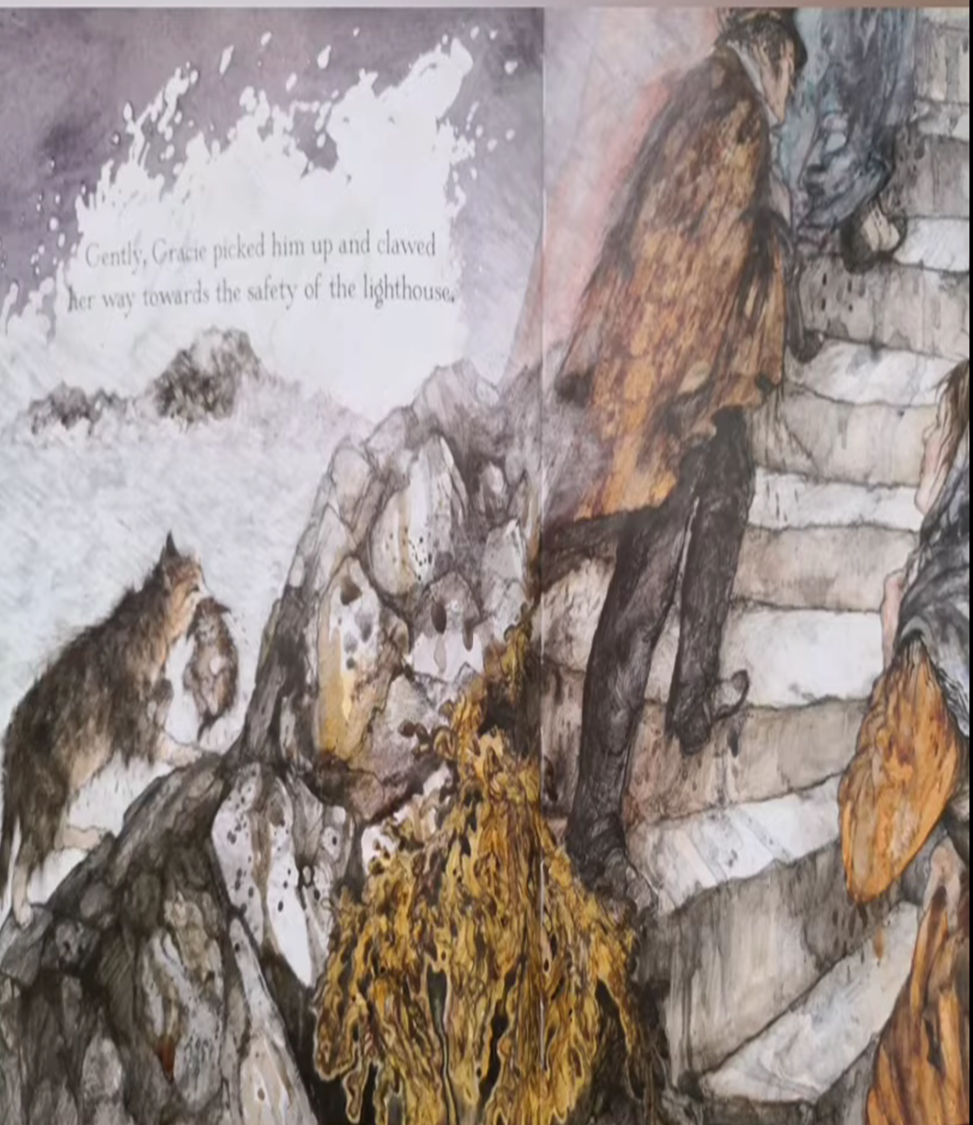 Gently, Gracie picked him up and clawed
her way towards the safety of the lighthouse.